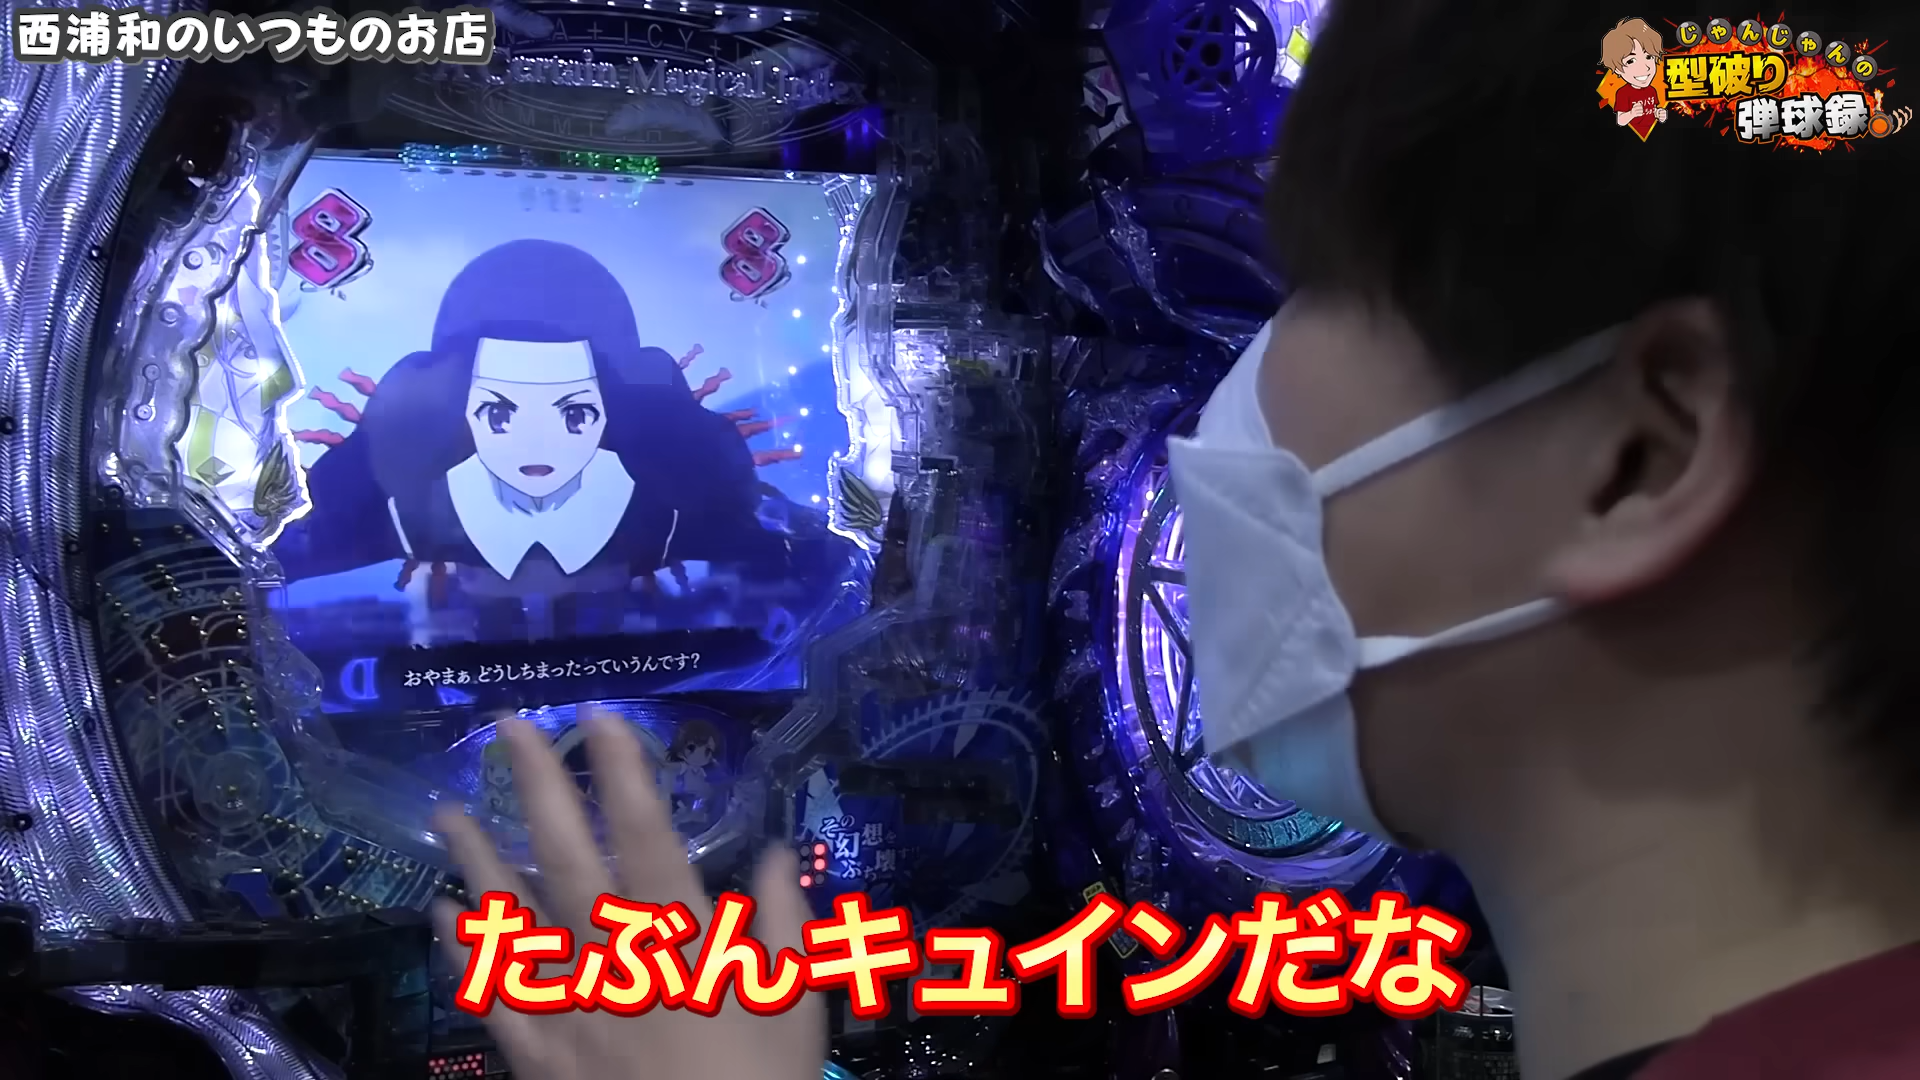 西浦和のいつものお店
じゃんじゃんの
型破り
弾球録
A Certain Magical Index
8
8
おやまぁ どうしちまったっていうんです?
その
幻想を
ぶち壊す!!
たぶんキュインだな